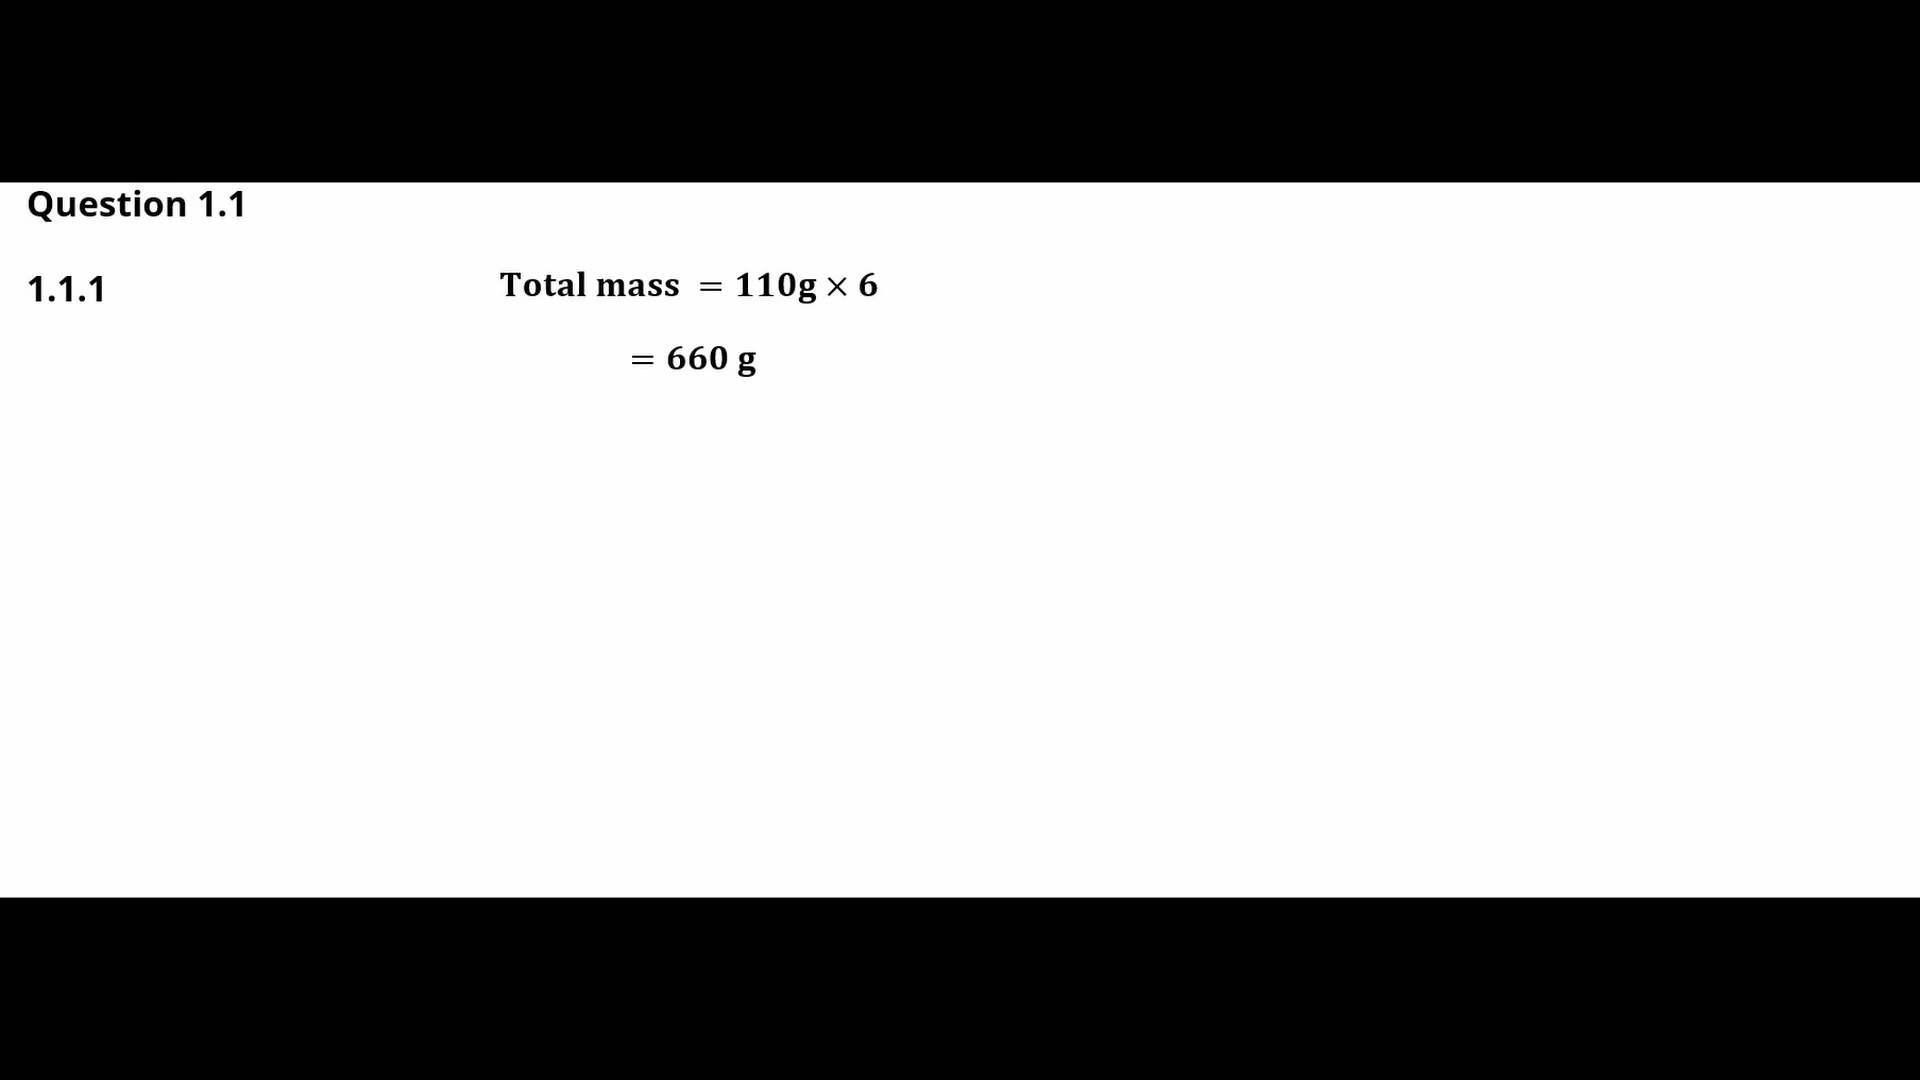 Question 1.1
1.1.1 Total mass = 110g × 6
= 660 g